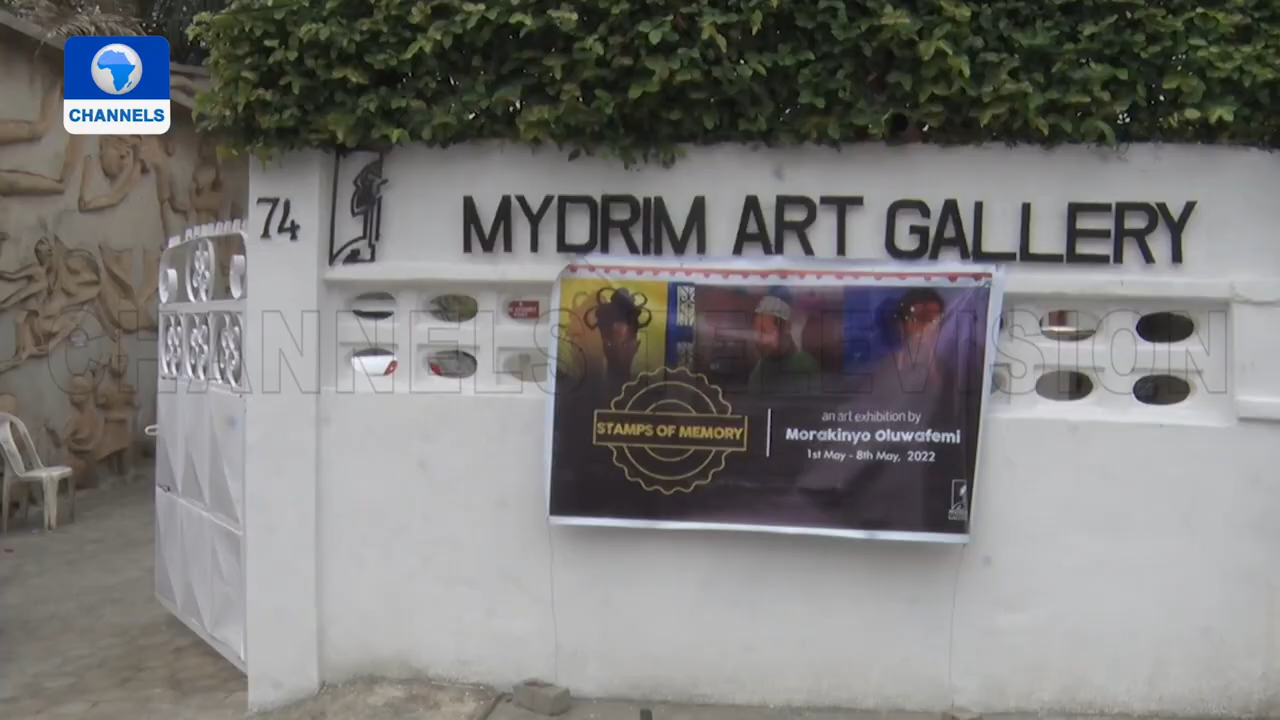 CHANNELS
74
MYDRIM ART GALLERY
CHANNELS TELEVISION
STAMPS OF MEMORY
an art exhibition by
Morakinyo Oluwafemi
1st May - 8th May, 2022